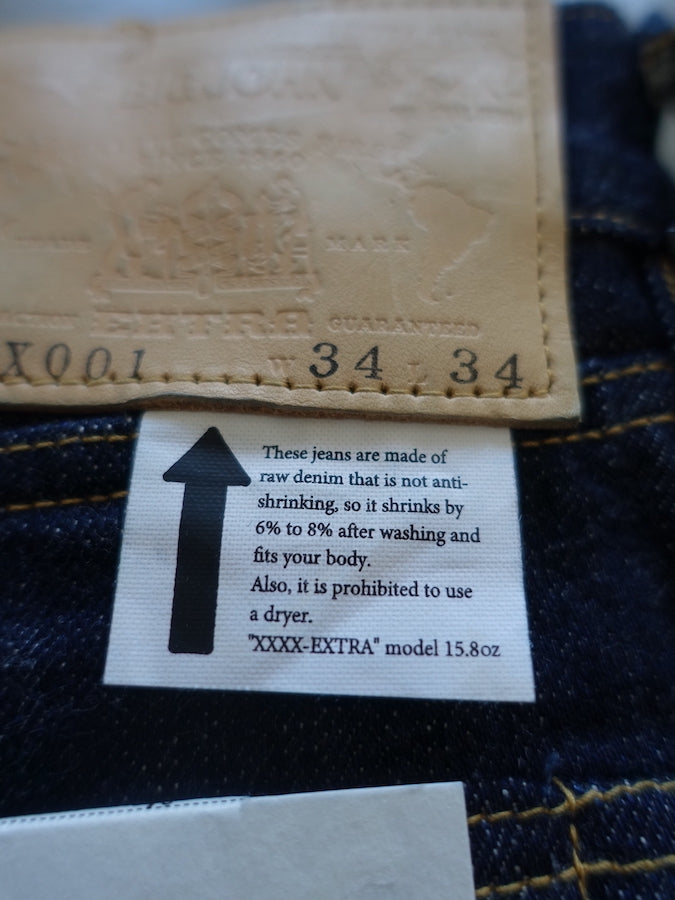 MARK
GUARANTEED
X001 W 34 L 34
These jeans are made of
raw denim that is not anti-
shrinking, so it shrinks by
6% to 8% after washing and
fits your body.
Also, it is prohibited to use
a dryer.
"XXXX-EXTRA" model 15.8oz